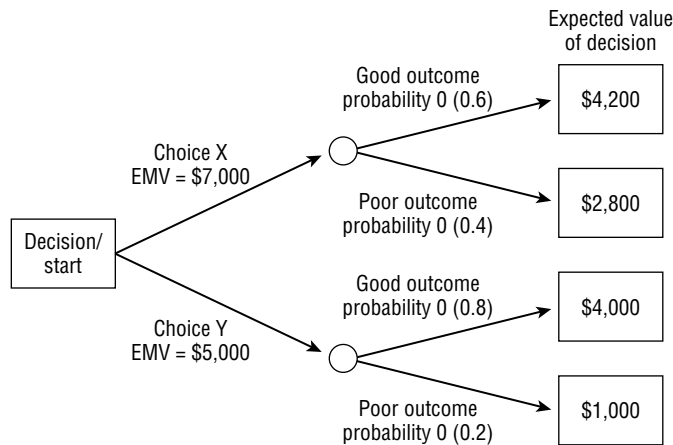 Expected value
of decision
Good outcome
probability 0 (0.6)
$4,200
Choice X
EMV = $7,000
Poor outcome
probability 0 (0.4)
$2,800
Decision/
start
Good outcome
probability 0 (0.8)
$4,000
Choice Y
EMV = $5,000
Poor outcome
probability 0 (0.2)
$1,000